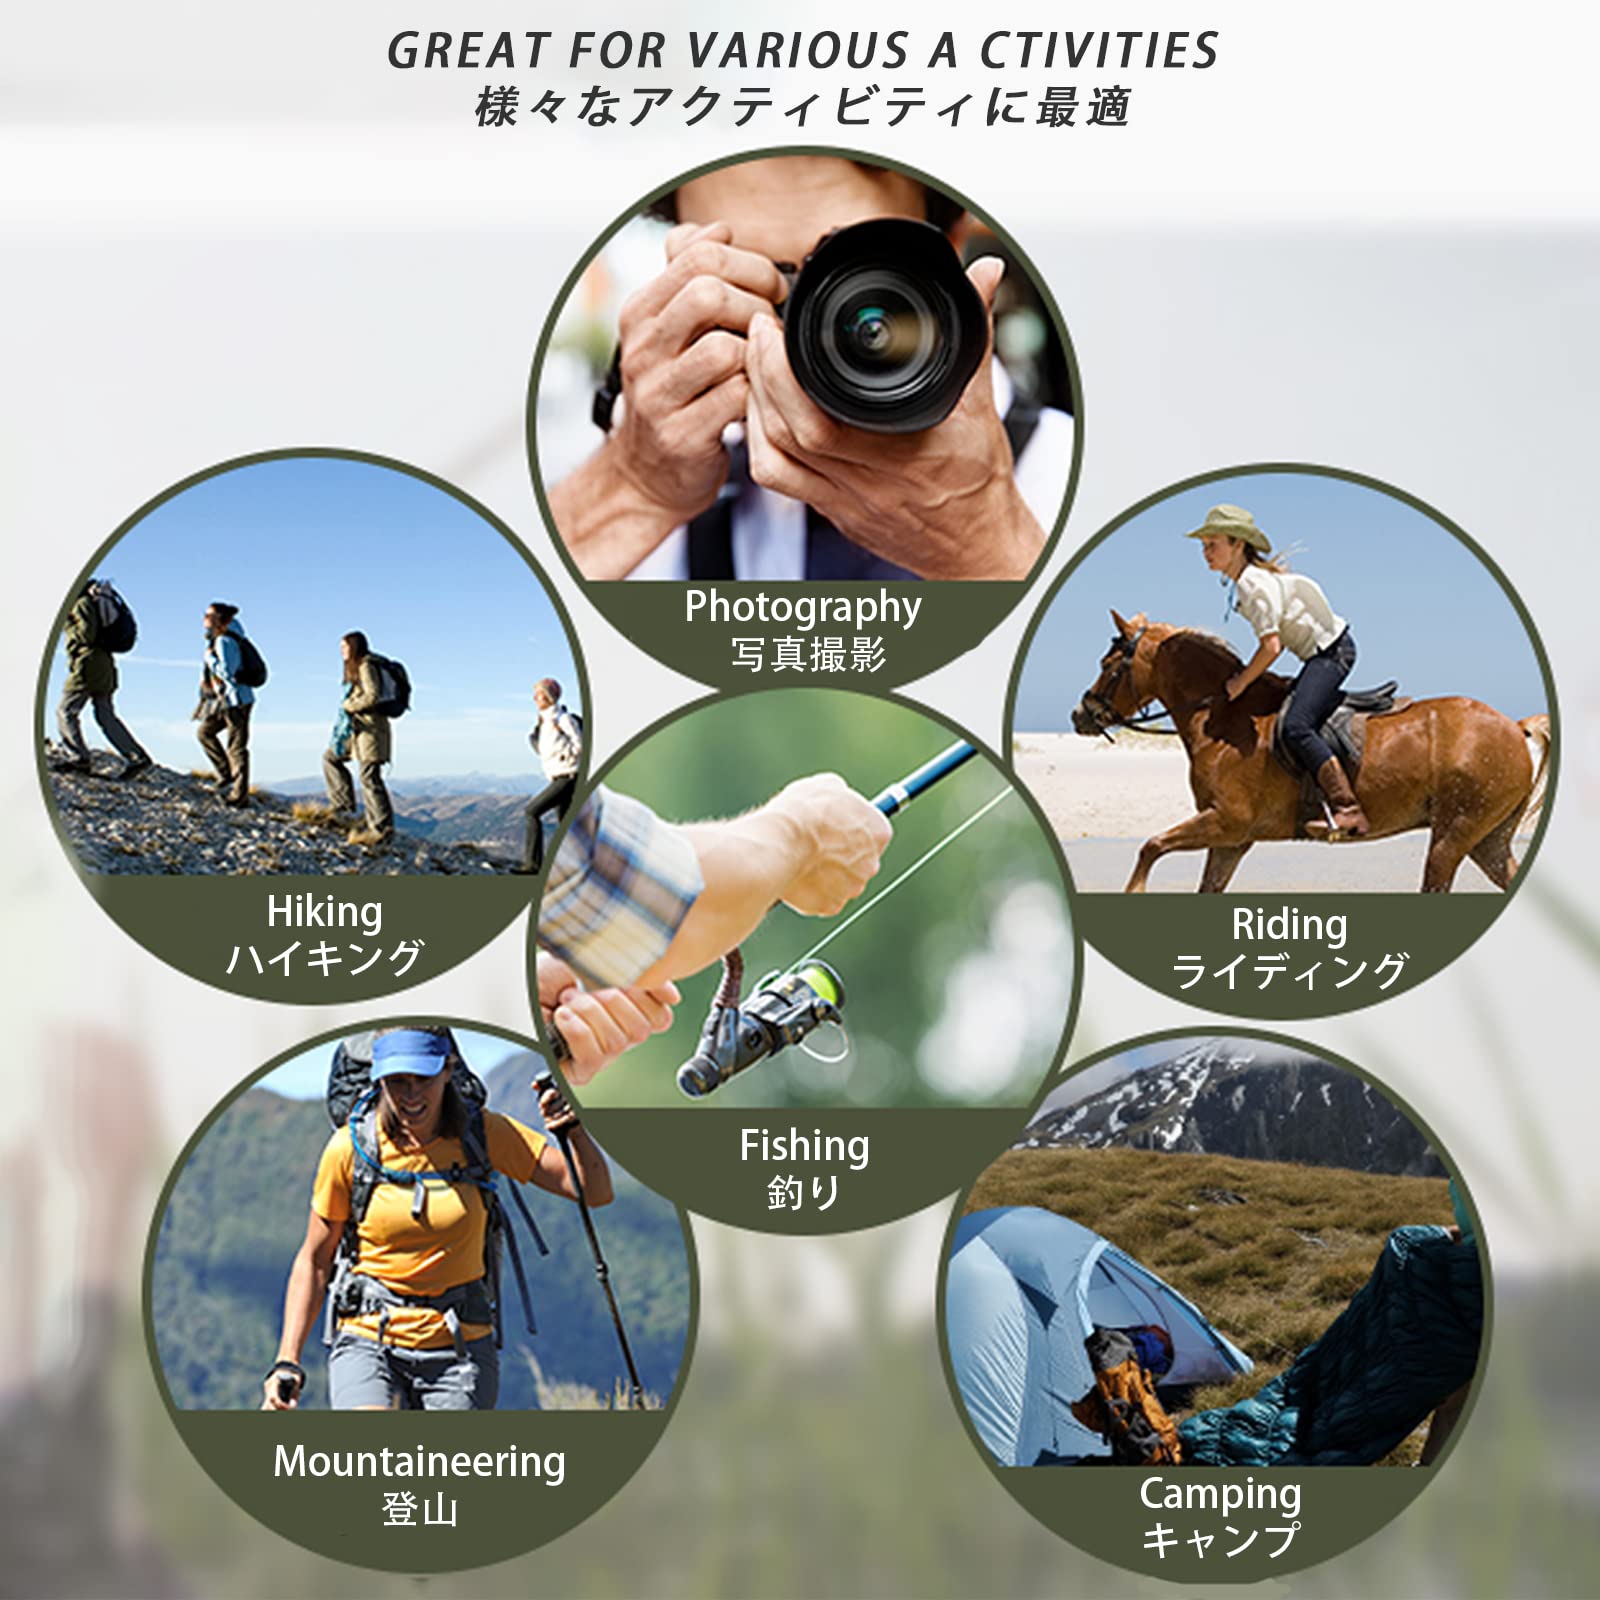 GREAT FOR VARIOUS A CTIVITIES
様々なアクティビティに最適
Photography
写真撮影
Hiking
ハイキング
Riding
ライディング
Fishing
釣り
Mountaineering
登山
Camping
キャンプ